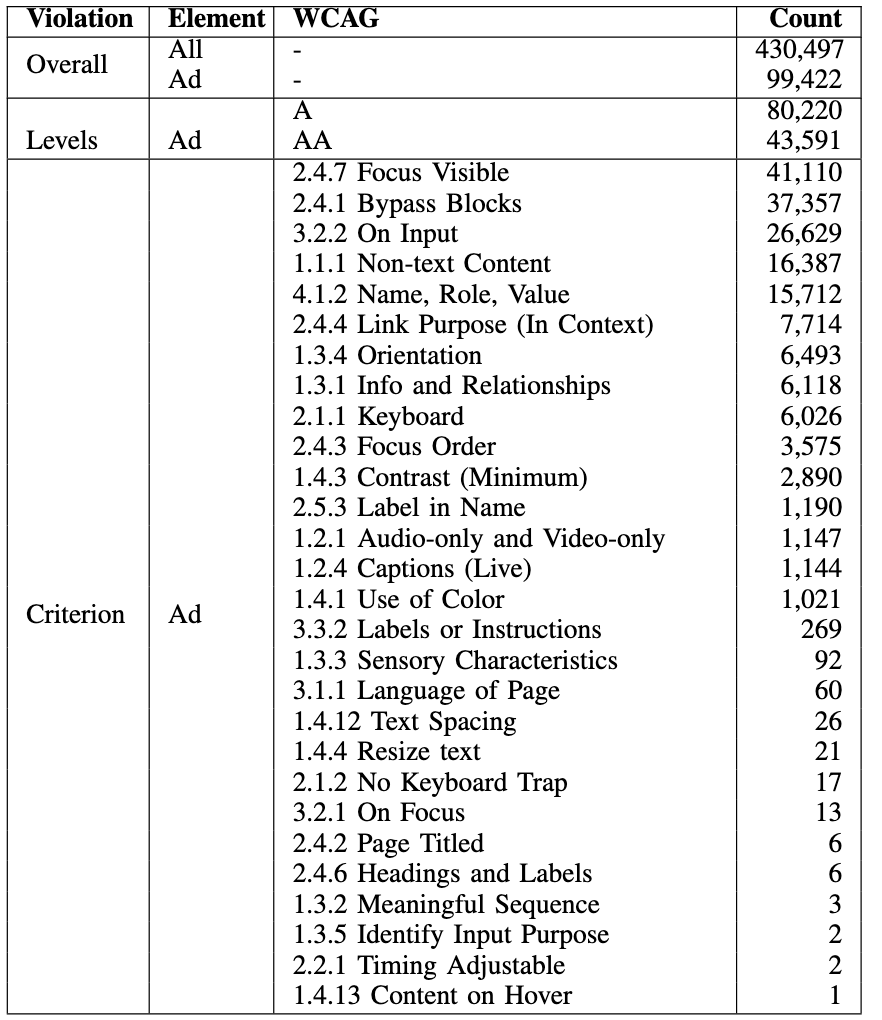 Violation Element WCAG Count
Overall All - 430,497
Ad - 99,422
Levels Ad A 80,220
AA 43,591
Criterion Ad 2.4.7 Focus Visible 41,110
2.4.1 Bypass Blocks 37,357
3.2.2 On Input 26,629
1.1.1 Non-text Content 16,387
4.1.2 Name, Role, Value 15,712
2.4.4 Link Purpose (In Context) 7,714
1.3.4 Orientation 6,493
1.3.1 Info and Relationships 6,118
2.1.1 Keyboard 6,026
2.4.3 Focus Order 3,575
1.4.3 Contrast (Minimum) 2,890
2.5.3 Label in Name 1,190
1.2.1 Audio-only and Video-only 1,147
1.2.4 Captions (Live) 1,144
1.4.1 Use of Color 1,021
3.3.2 Labels or Instructions 269
1.3.3 Sensory Characteristics 92
3.1.1 Language of Page 60
1.4.12 Text Spacing 26
1.4.4 Resize text 21
2.1.2 No Keyboard Trap 17
3.2.1 On Focus 13
2.4.2 Page Titled 6
2.4.6 Headings and Labels 6
1.3.2 Meaningful Sequence 3
1.3.5 Identify Input Purpose 2
2.2.1 Timing Adjustable 2
1.4.13 Content on Hover 1